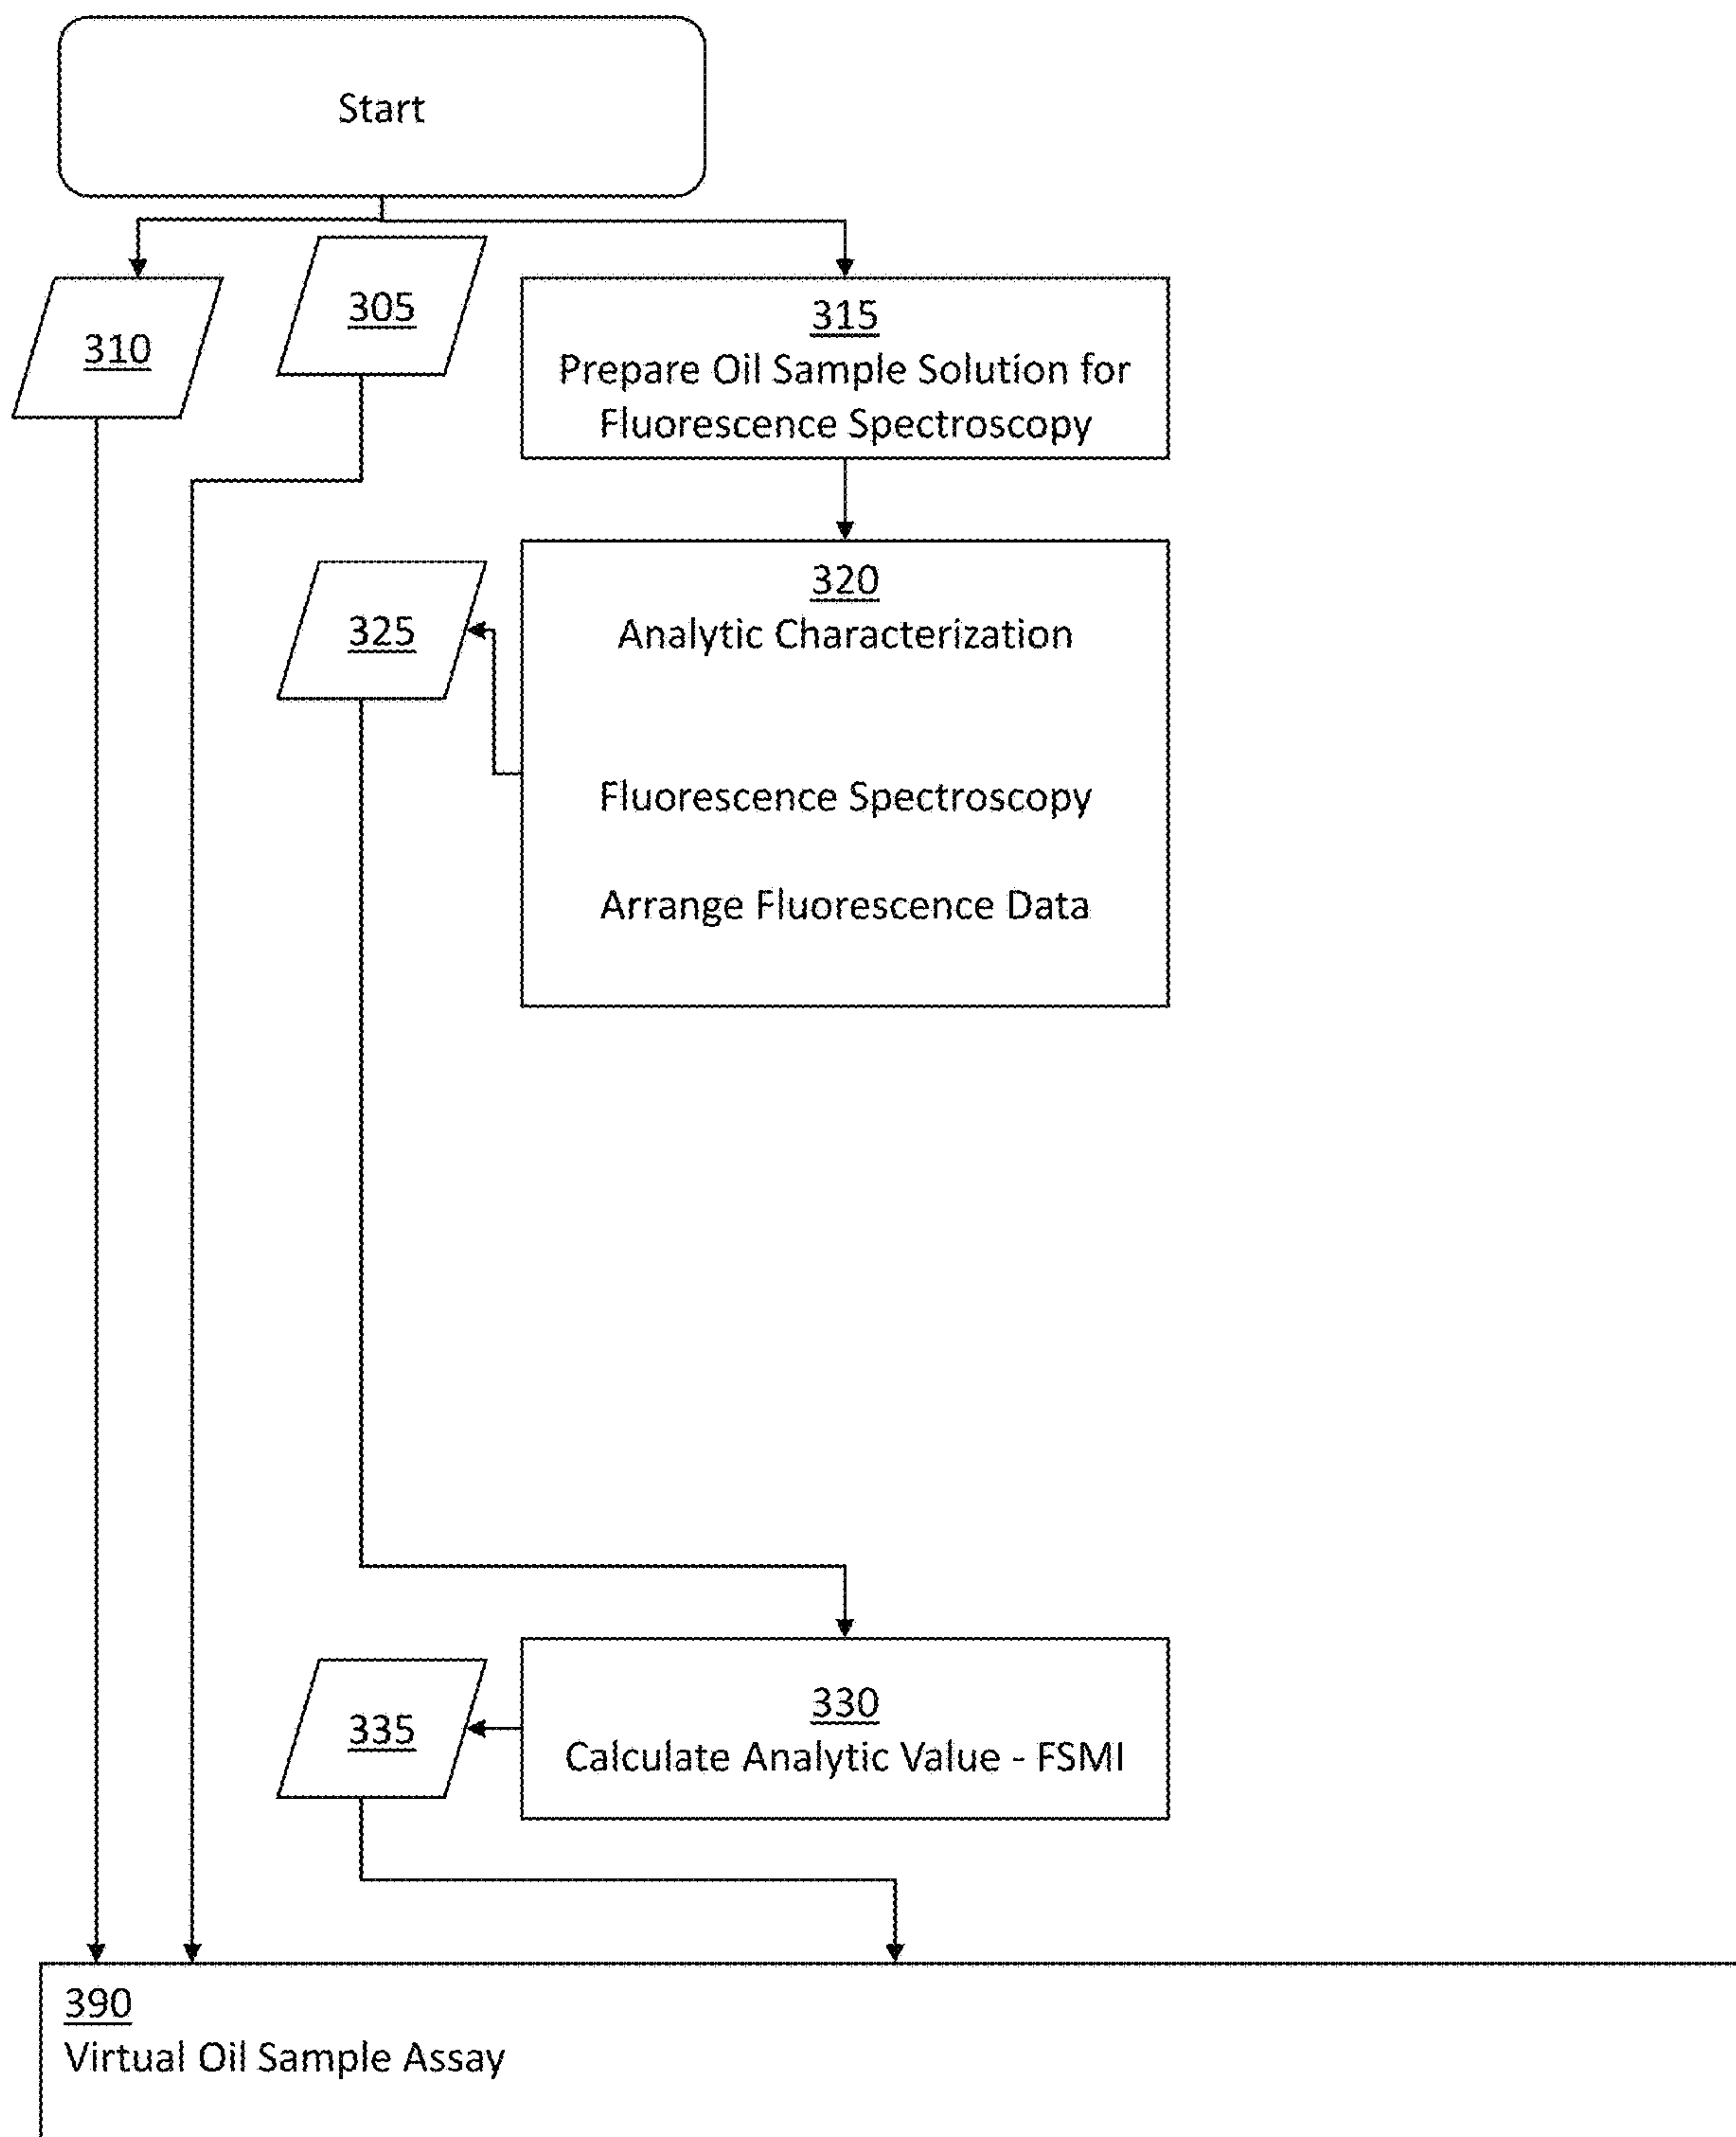 Start
310
305
315
Prepare Oil Sample Solution for
Fluorescence Spectroscopy
320
Analytic Characterization
325
Fluorescence Spectroscopy
Arrange Fluorescence Data
330
Calculate Analytic Value - FSMI
335
390
Virtual Oil Sample Assay